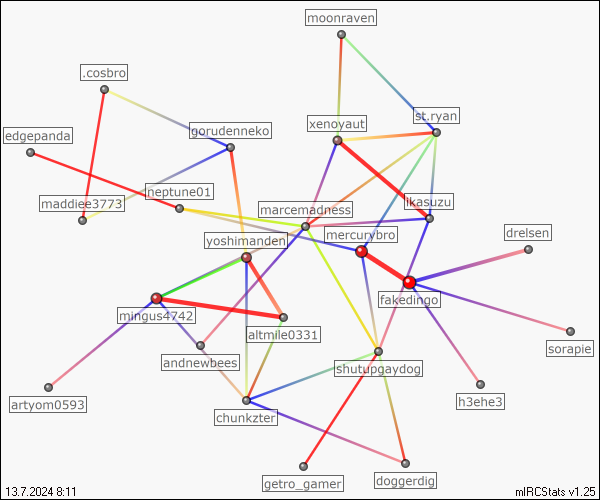 moonraven
.cosbro
st.ryan
xenoyaut
gorudenneko
edgepanda
neptune01
ikasuzu
maddiee3773
marcemadness
drelsen
mercurybro
yoshimanden
fakedingo
mingus4742
altmile0331
sorapie
andnewbees
shutupgaydog
artyom0593
h3ehe3
chunkzter
getro_gamer
doggerdig
13.7.2024 8:11
mIRCStats v1.25